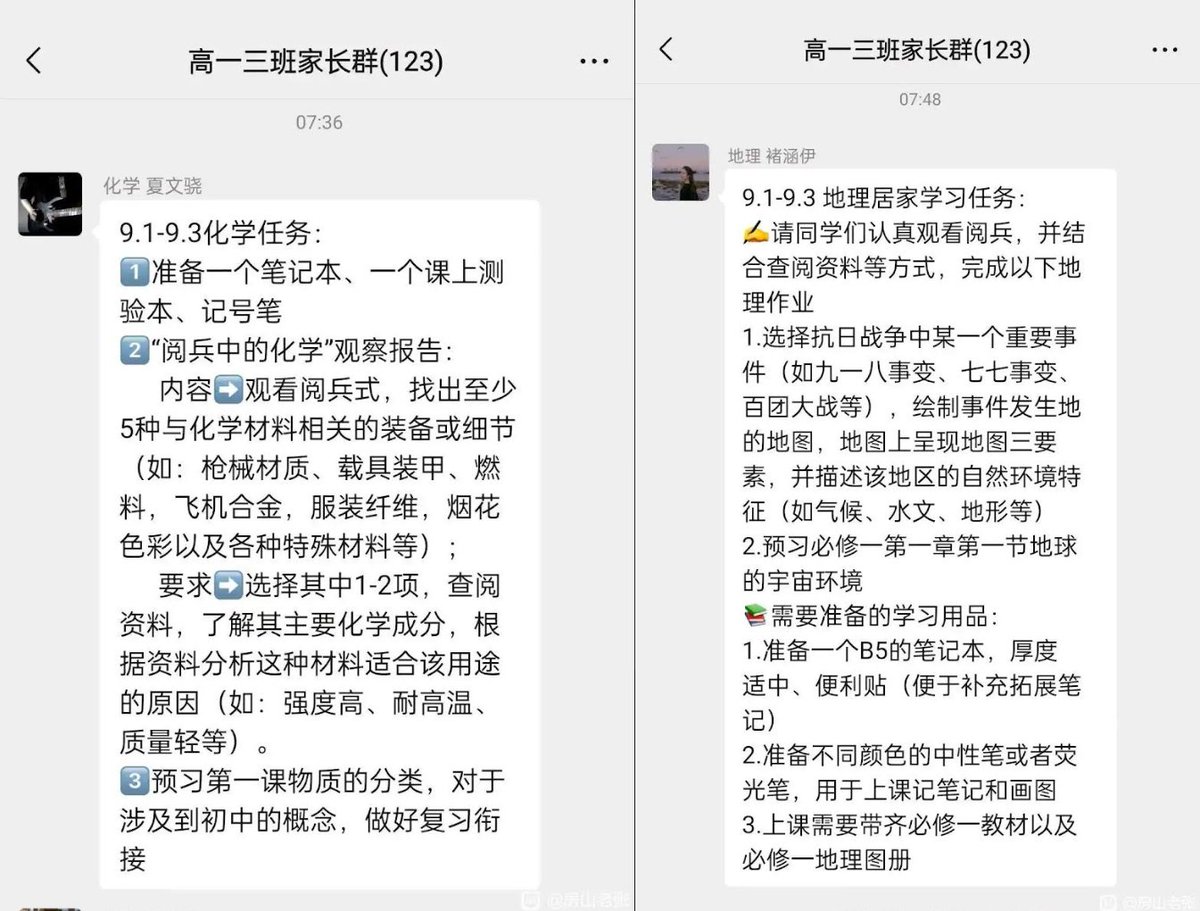 高一三班家长群(123)
07:36
化学 夏文骁
9.1-9.3化学任务：
1️⃣准备一个笔记本、一个课上测
验本、记号笔
2️⃣“阅兵中的化学”观察报告：
内容➡️观看阅兵式，找出至少
5种与化学材料相关的装备或细节
（如：枪械材质、载具装甲、燃
料，飞机合金，服装纤维，烟花
色彩以及各种特殊材料等）；
要求➡️选择其中1-2项，查阅
资料，了解其主要化学成分，根
据资料分析这种材料适合该用途
的原因（如：强度高、耐高温、
质量轻等）。
3️⃣预习第一课物质的分类，对于
涉及到初中的概念，做好复习衔
接
@房山老张
高一三班家长群(123)
07:48
地理 褚涵伊
9.1-9.3 地理居家学习任务：
✍️请同学们认真观看阅兵，并结
合查阅资料等方式，完成以下地
理作业
1.选择抗日战争中某一个重要事
件（如九一八事变、七七事变、
百团大战等），绘制事件发生地
的地图，地图上呈现地图三要
素，并描述该地区的自然环境特
征（如气候、水文、地形等）
2.预习必修一第一章第一节地球
的宇宙环境
📚需要准备的学习用品：
1.准备一个B5的笔记本，厚度
适中、便利贴（便于补充拓展笔
记）
2.准备不同颜色的中性笔或者荧
光笔，用于上课记笔记和画图
3.上课需要带齐必修一教材以及
必修一地理图册
@房山老张